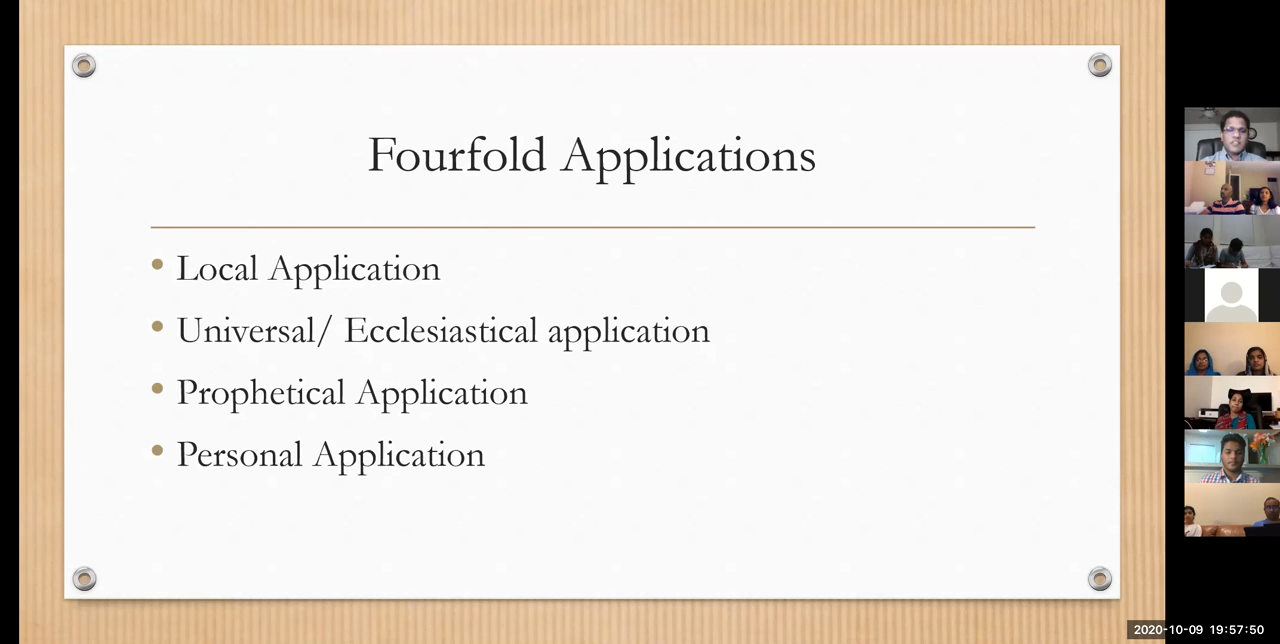 Fourfold Applications
Local Application
Universal/ Ecclesiastical application
Prophetical Application
Personal Application
2020-10-09 19:57:50